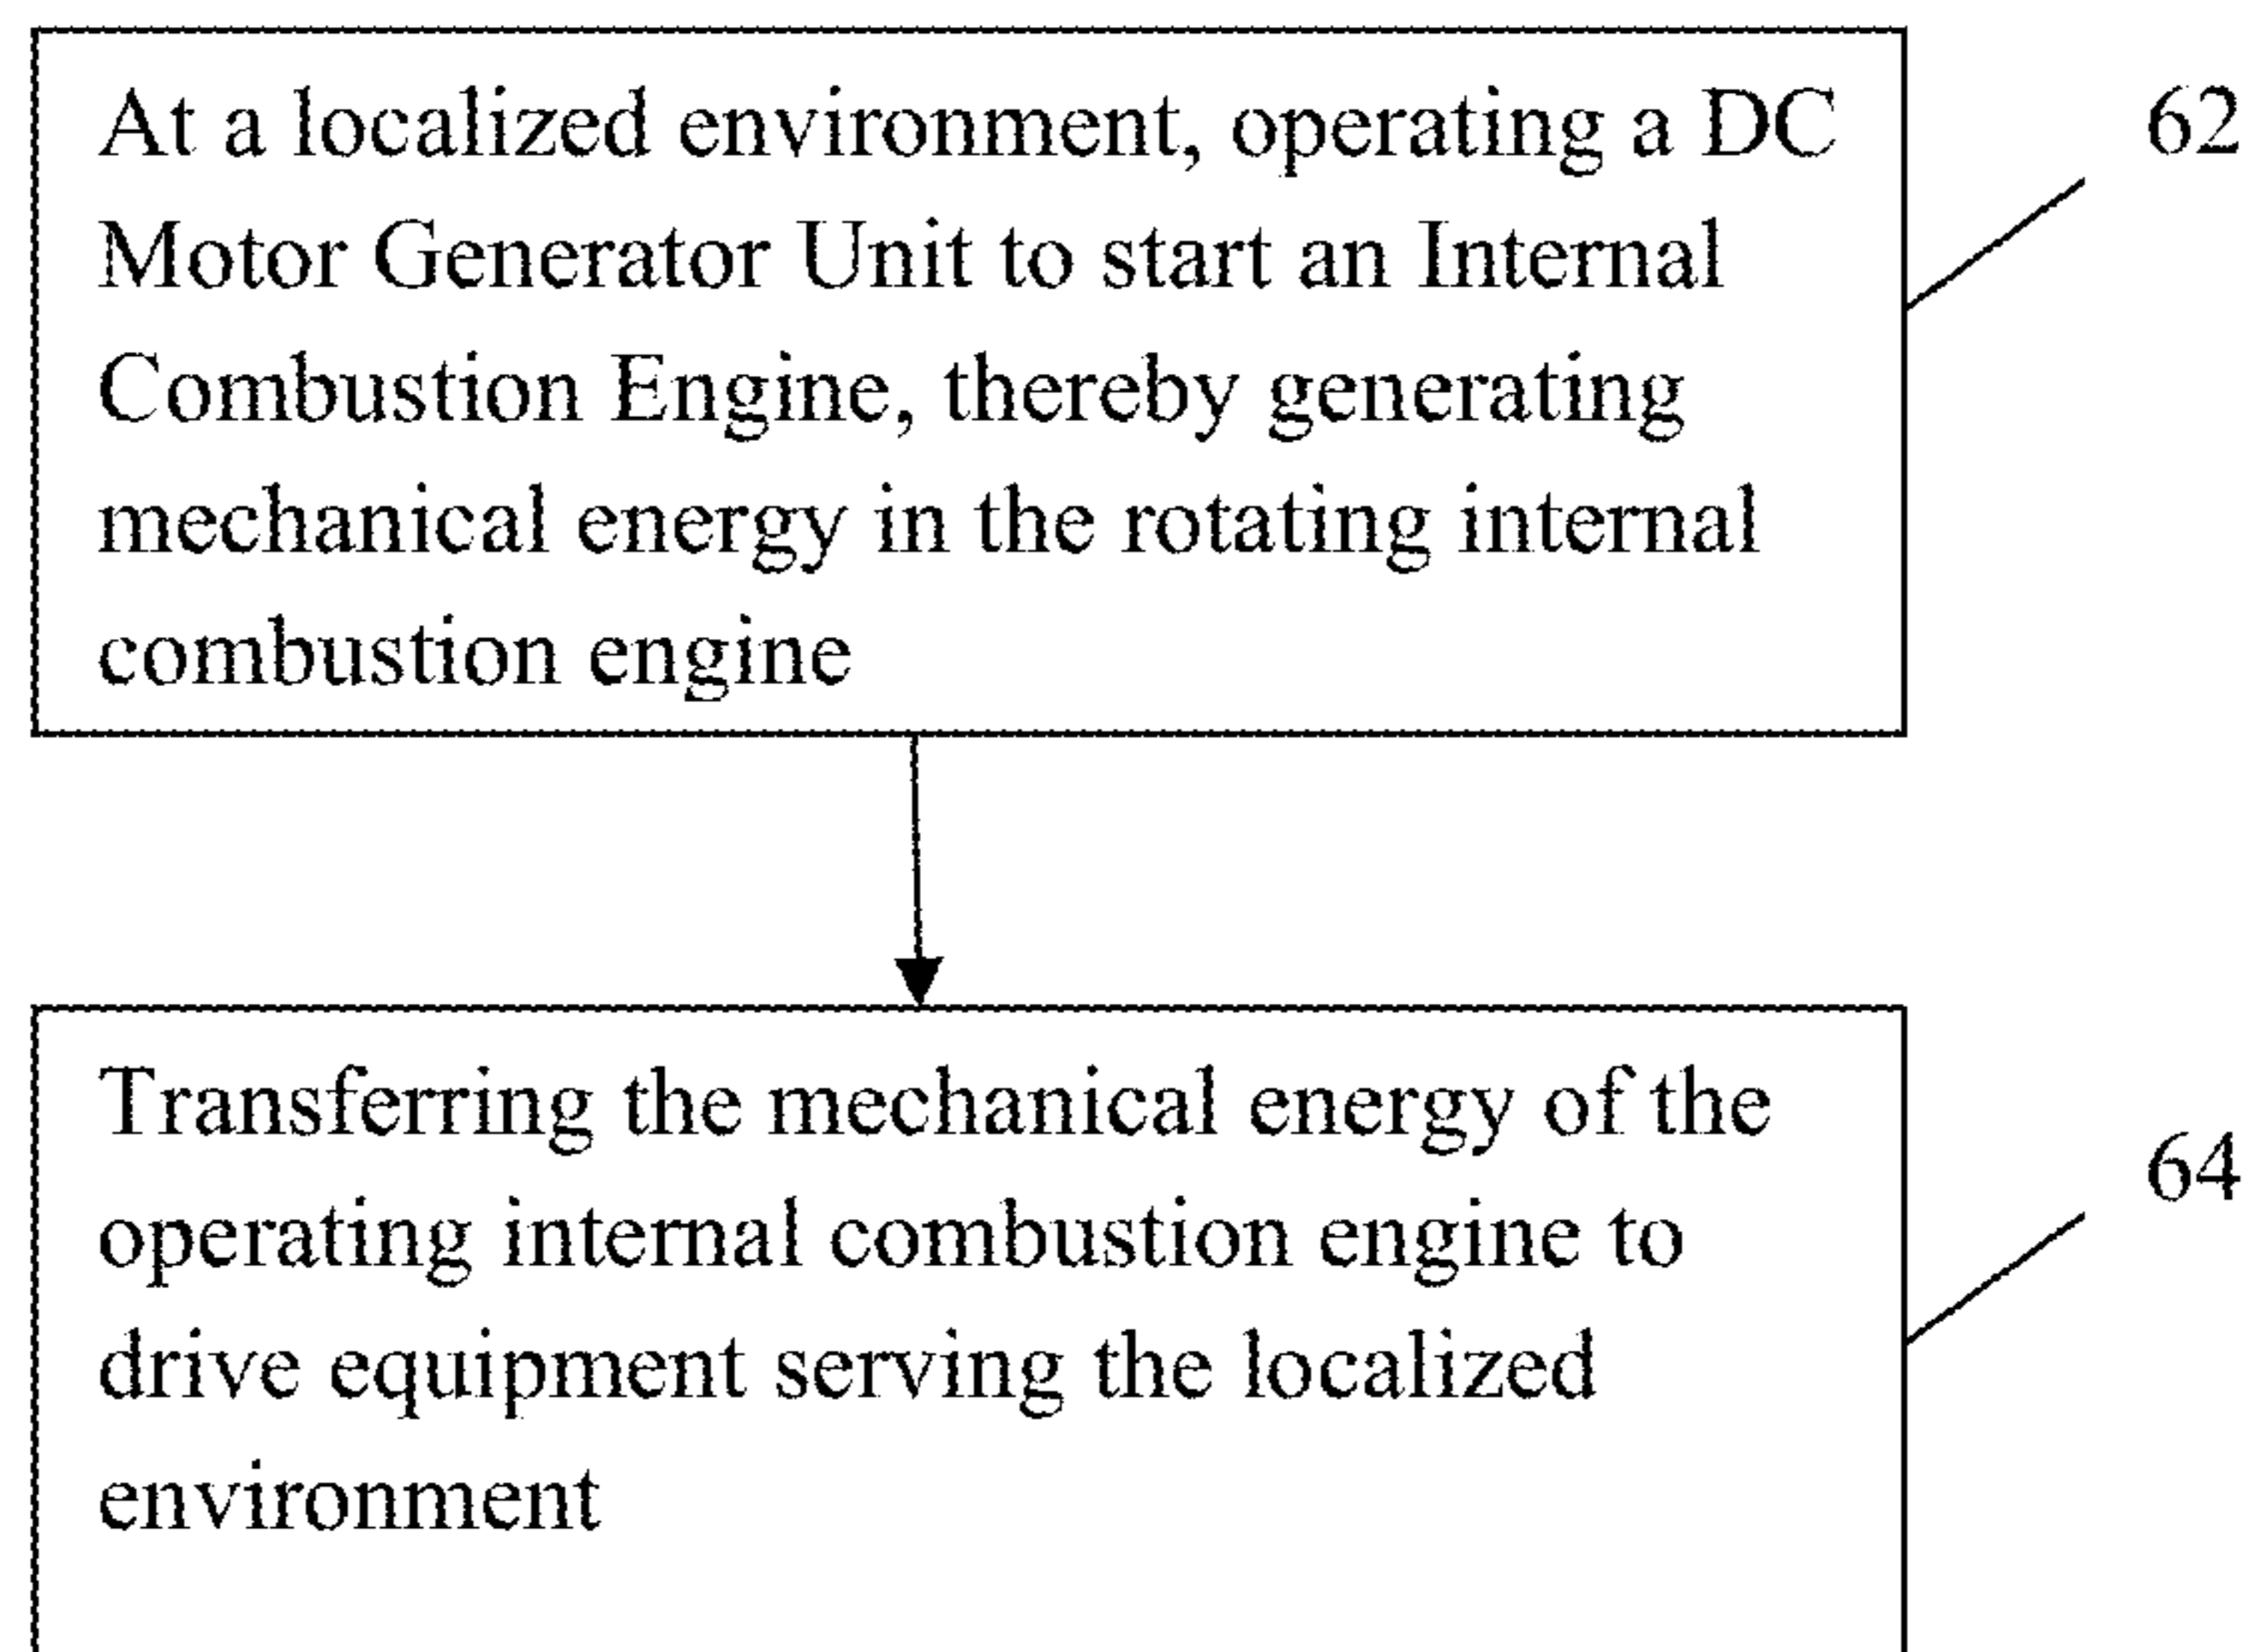 At a localized environment, operating a DC
Motor Generator Unit to start an Internal
Combustion Engine, thereby generating
mechanical energy in the rotating internal
combustion engine
62
Transferring the mechanical energy of the
operating internal combustion engine to
drive equipment serving the localized
environment
64